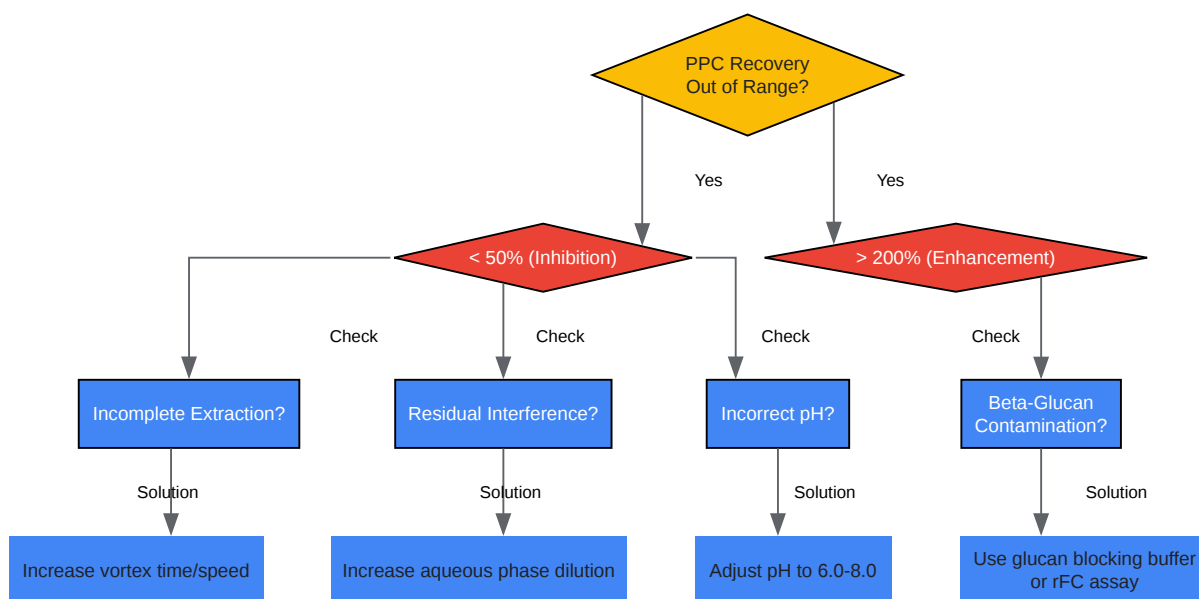 PPC Recovery
Out of Range?
Yes
Yes
< 50% (Inhibition)
> 200% (Enhancement)
Check
Check
Check
Check
Incomplete Extraction?
Residual Interference?
Incorrect pH?
Beta-Glucan
Contamination?
Solution
Solution
Solution
Solution
Increase vortex time/speed
Increase aqueous phase dilution
Adjust pH to 6.0-8.0
Use glucan blocking buffer
or rFC assay